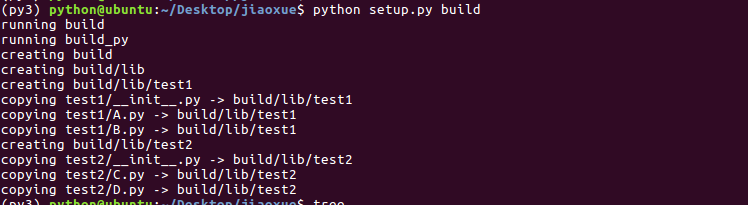 (py3) python@ubuntu:~/Desktop/jiaoxue$ python setup.py build
running build
running build_py
creating build
creating build/lib
creating build/lib/test1
copying test1/__init__.py -> build/lib/test1
copying test1/A.py -> build/lib/test1
copying test1/B.py -> build/lib/test1
creating build/lib/test2
copying test2/__init__.py -> build/lib/test2
copying test2/C.py -> build/lib/test2
copying test2/D.py -> build/lib/test2
(py3) python@ubuntu:~/Desktop/jiaoxue$ tree